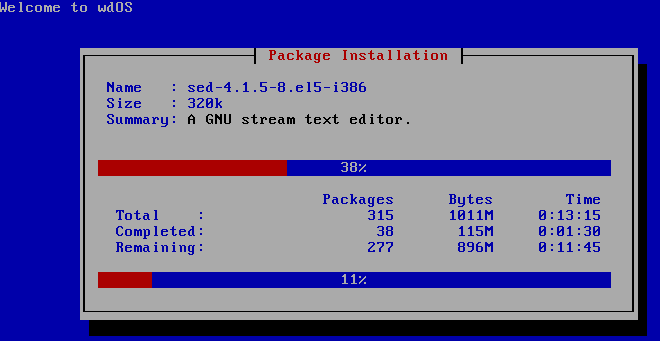 Welcome to wdOS
Package Installation
Name : sed-4.1.5-8.el5-i386
Size : 320k
Summary: A GNU stream text editor.
38%
Packages Bytes Time
Total : 315 1011M 0:13:15
Completed: 38 115M 0:01:30
Remaining: 277 896M 0:11:45
11%